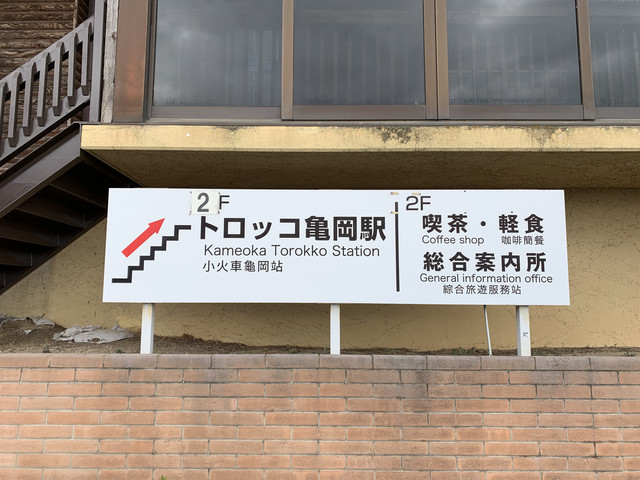 2F
トロッコ亀岡駅
Kameoka Torokko Station
小火車龜岡站
2F
喫茶・軽食
Coffee shop 咖啡簡餐
総合案内所
General information office
綜合旅遊服務站